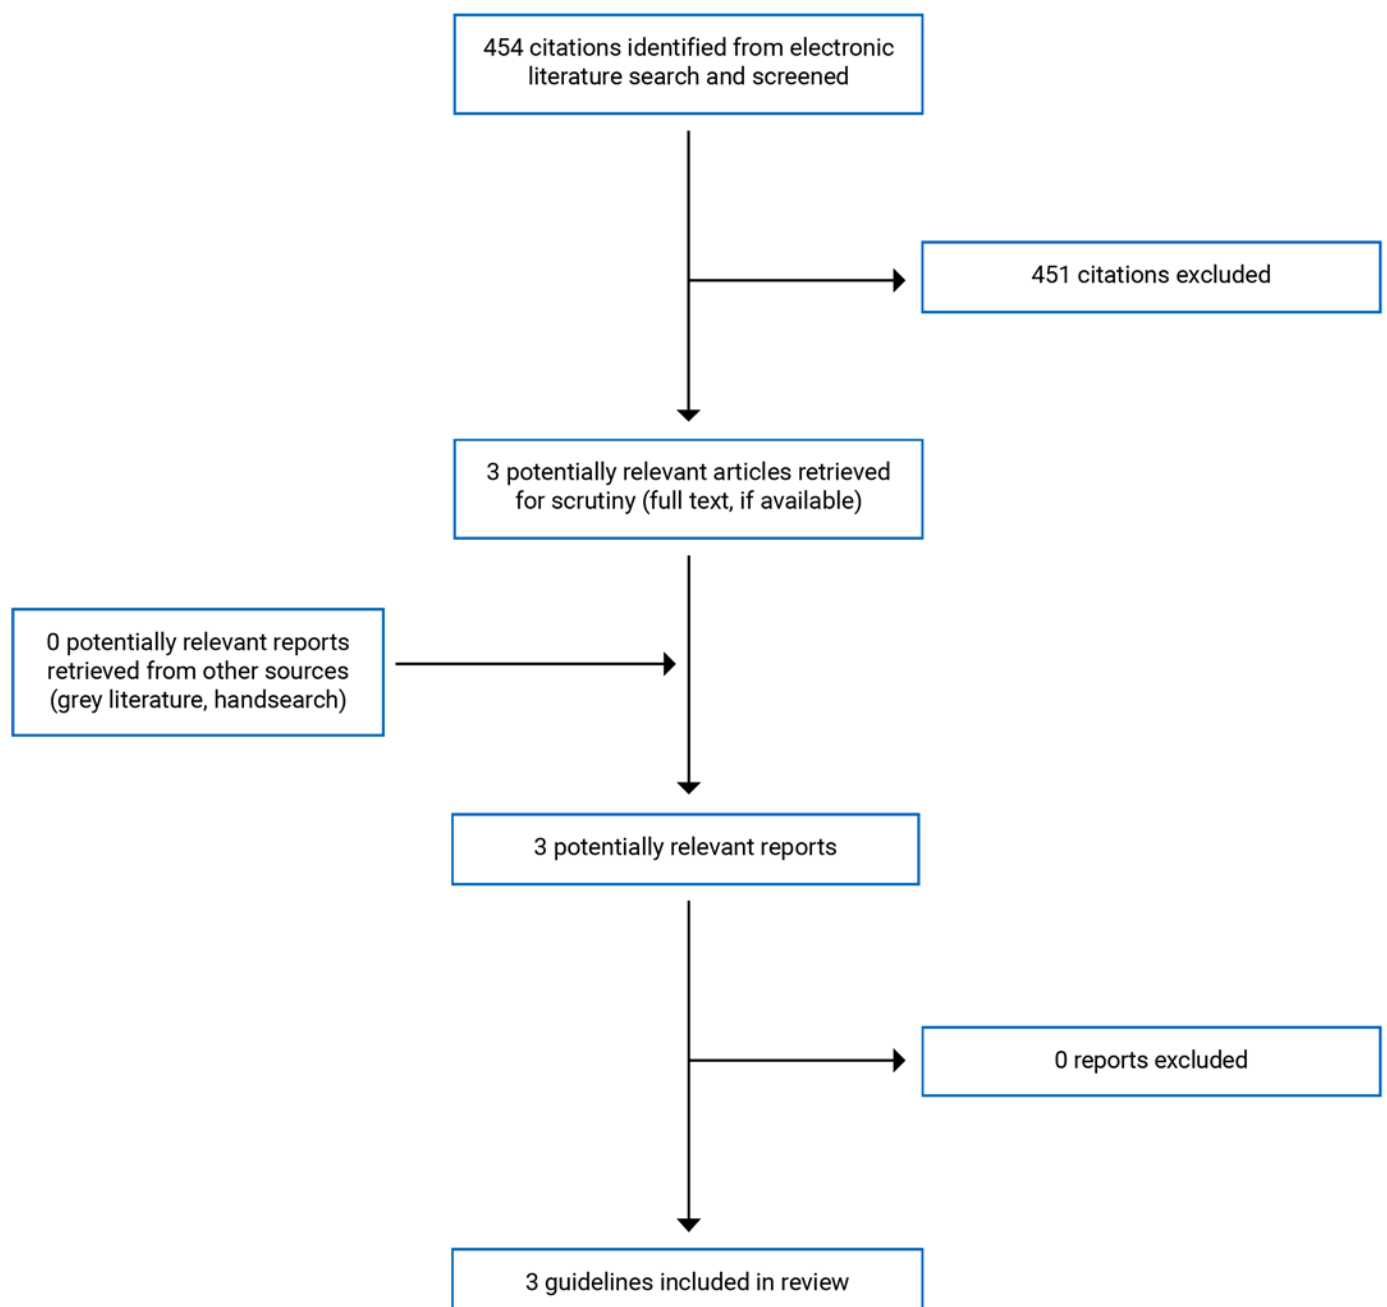 454 citations identified from electronic
literature search and screened
451 citations excluded
3 potentially relevant articles retrieved
for scrutiny (full text, if available)
0 potentially relevant reports
retrieved from other sources
(grey literature, handsearch)
3 potentially relevant reports
0 reports excluded
3 guidelines included in review